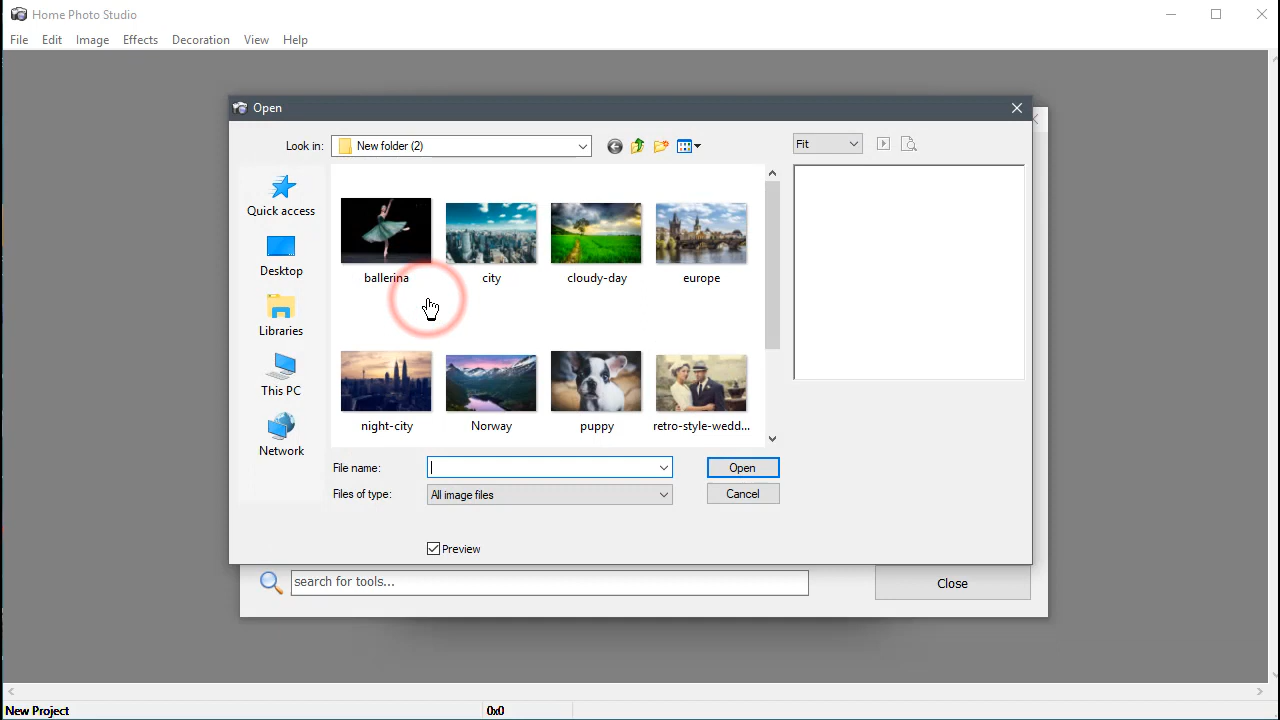 Home Photo Studio
File Edit Image Effects Decoration View Help
Open
Look in: New folder (2)
Fit
Quick access
Desktop
Libraries
This PC
Network
ballerina city cloudy-day europe
night-city Norway puppy retro-style-wedd...
File name: Open
Files of type: All image files Cancel
Preview
search for tools... Close
New Project 0x0